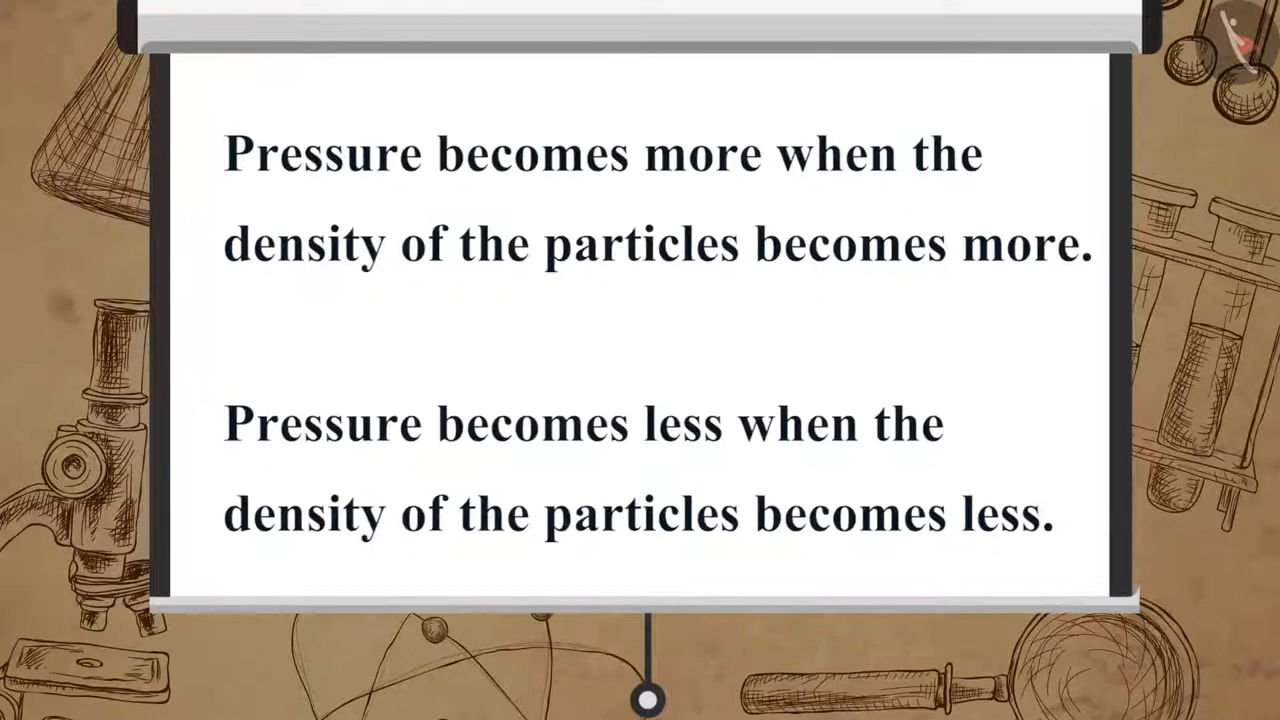 Pressure becomes more when the
density of the particles becomes more.
Pressure becomes less when the
density of the particles becomes less.